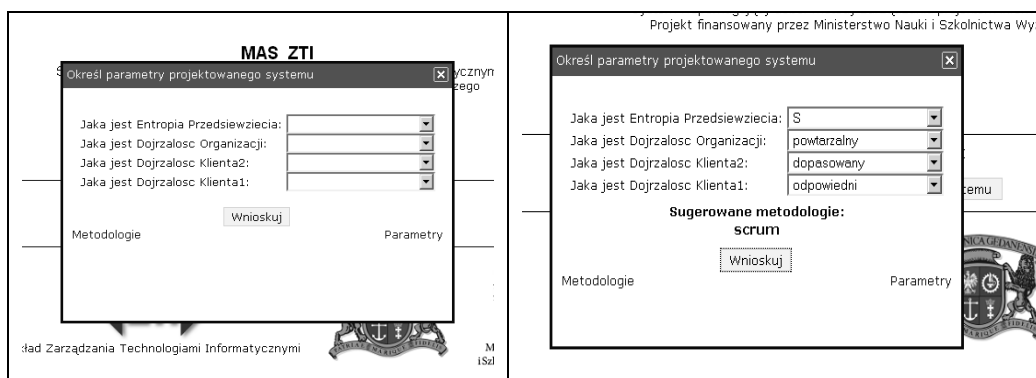 MAS ZTI
Określ parametry projektowanego systemu
Jaka jest Entropia Przedsiewziecia:
Jaka jest Dojrzalosc Organizacji:
Jaka jest Dojrzalosc Klienta2:
Jaka jest Dojrzalosc Klienta1:
Wnioskuj
Metodologie Parametry
Zarządzania Technologiami Informatycznymi
Projekt finansowany przez Ministerstwo Nauki i Szkolnictwa
Określ parametry projektowanego systemu
Jaka jest Entropia Przedsiewziecia: S
Jaka jest Dojrzalosc Organizacji: powtarzalny
Jaka jest Dojrzalosc Klienta2: dopasowany
Jaka jest Dojrzalosc Klienta1: odpowiedni
Sugerowane metodologie:
scrum
Wnioskuj
Metodologie Parametry